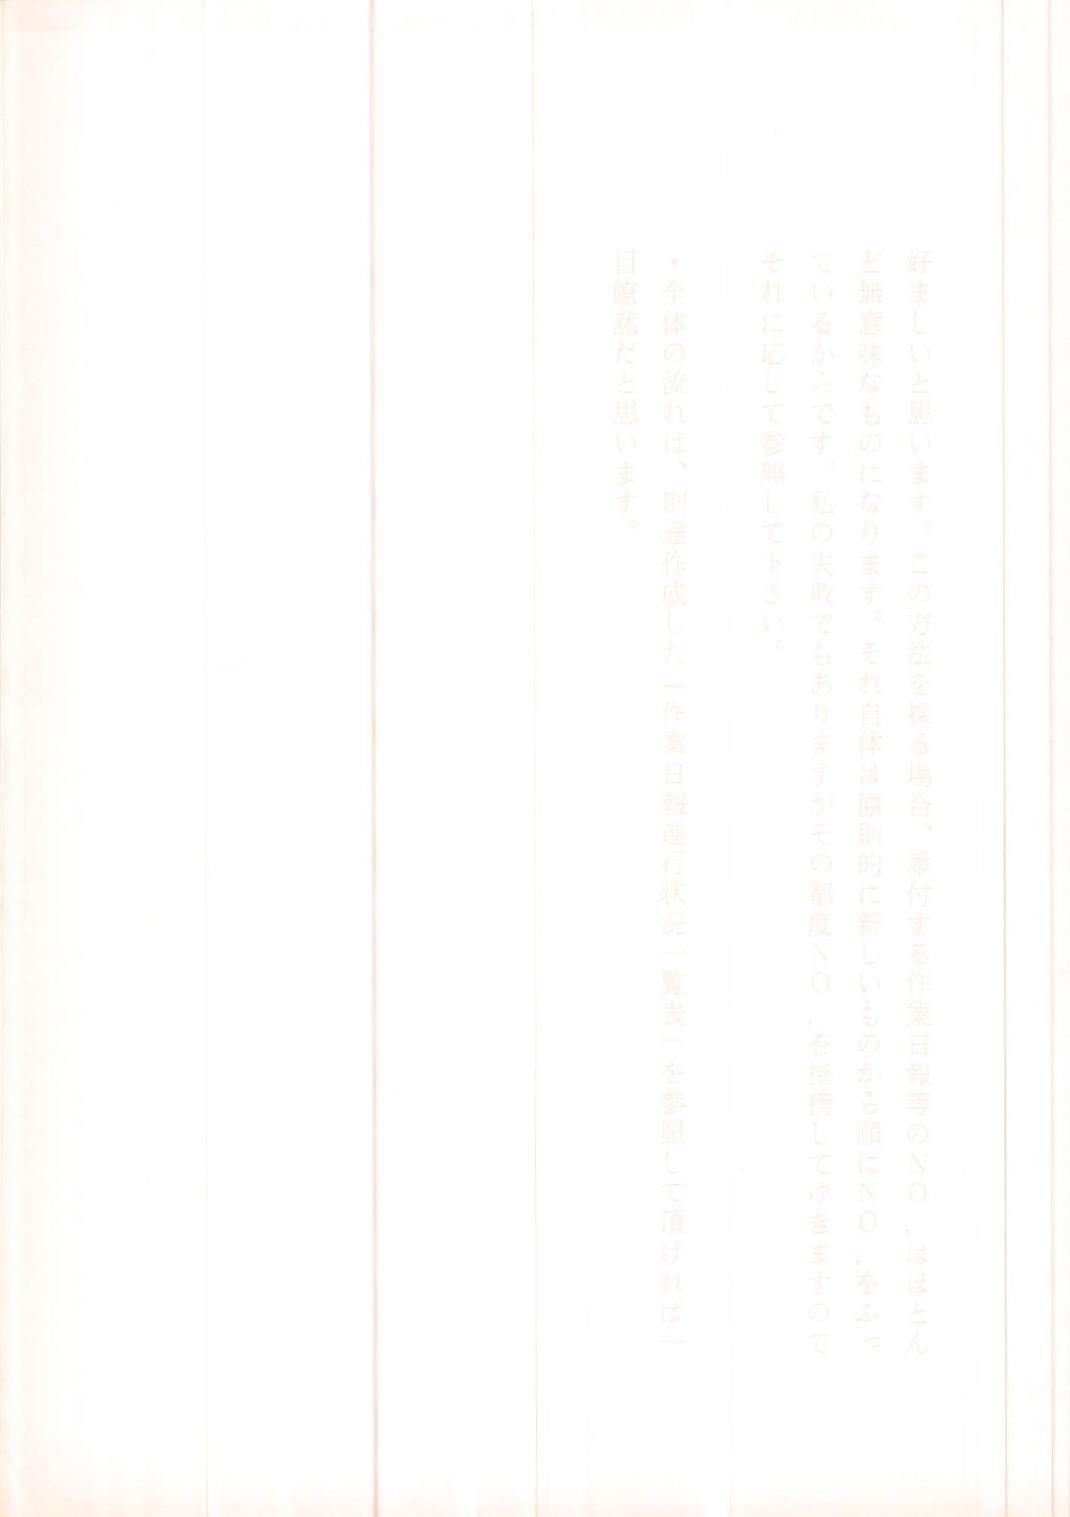 好ましいと思います。この方法を採る場合、添付する作業日報等のＮＯ．はほとん
ど無意味なものになります。それ自体は原則的に新しいものから順にＮＯ．をふっ
ているからです。私の失敗でもありますがその都度ＮＯ．を指摘してゆきますので
それに応じて参照して下さい。
・全体の流れは、別途作成した「作業日報運行状況一覧表」を参照して頂ければ一
目瞭然だと思います。